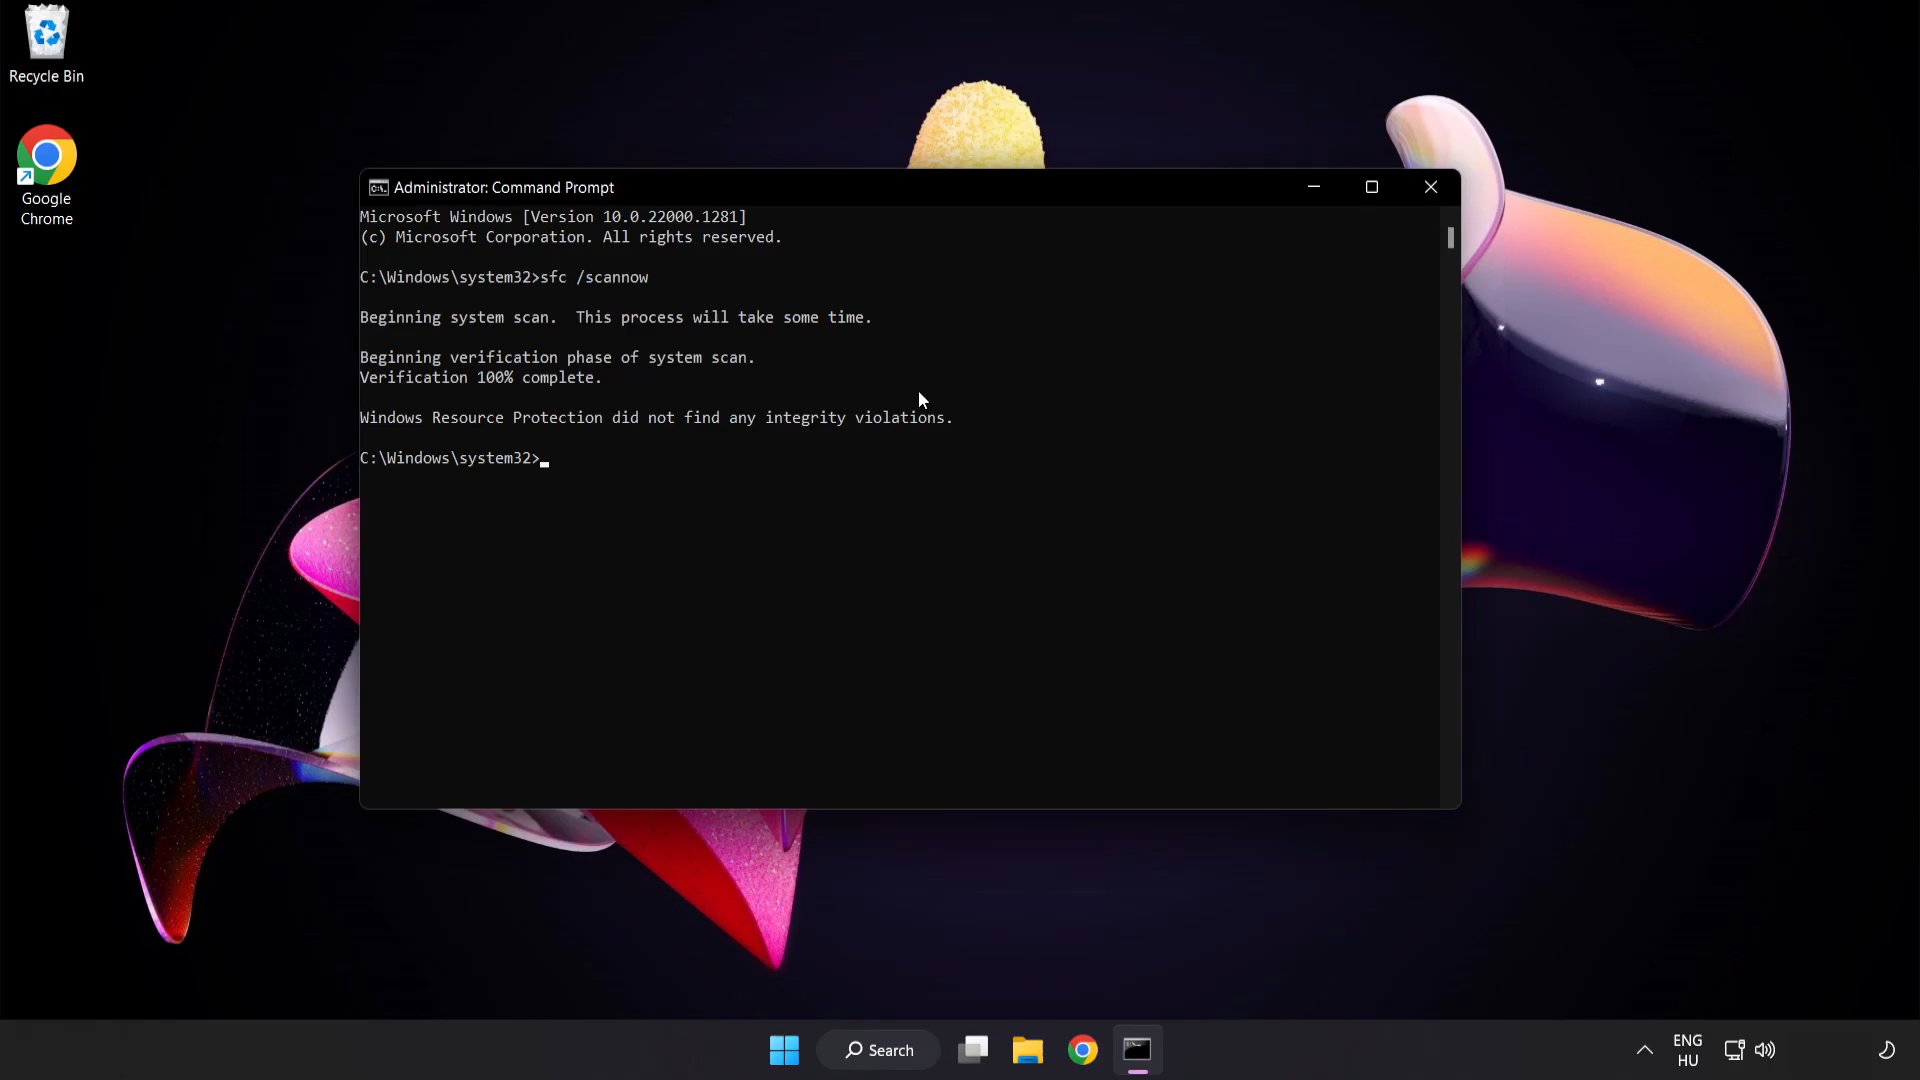 Recycle Bin
Google
Chrome
Administrator: Command Prompt
Microsoft Windows [Version 10.0.22000.1281]
(c) Microsoft Corporation. All rights reserved.
C:\Windows\system32>sfc /scannow
Beginning system scan.  This process will take some time.
Beginning verification phase of system scan.
Verification 100% complete.
Windows Resource Protection did not find any integrity violations.
C:\Windows\system32>
Search
ENG
HU